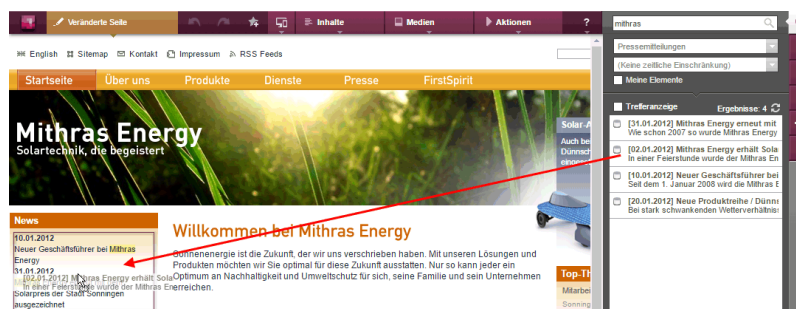 Veränderte Seite
Inhalte
Medien
Aktionen
?
mithras
English
Sitemap
Kontakt
Impressum
RSS Feeds
Pressemitteilungen
(Keine zeitliche Einschränkung)
Meine Elemente
Startseite
Über uns
Produkte
Dienste
Presse
FirstSpirit
Trefferanzeige
Ergebnisse: 4
[31.01.2012] Mithras Energy erneut mit
Wie schon 2007 so wurde Mithras Energy
[02.01.2012] Mithras Energy erhält Sola
In einer Feierstunde wurde der Mithras En
[10.01.2012] Neuer Geschäftsführer bei
Seit dem 1. Januar 2008 wird die Mithras E
[20.01.2012] Neue Produktreihe / Dünns
Bei stark schwankenden Wetterverhältnis
Mithras Energy
Solartechnik, die begeistert
Solar-A
Auch be
Dünnsch
News
10.01.2012
Neuer Geschäftsführer bei Mithras
Energy
31.01.2012
[02.01.2012] Mithras Energy erhält Sola
In einer Feierstunde wurde der Mithras En
Solarpreis der Stadt Sonningen
ausgezeichnet
Willkommen bei Mithras Energy
Sonnenenergie ist die Zukunft, der wir uns verschrieben haben. Mit unseren Lösungen und
Produkten möchten wir Sie optimal für diese Zukunft ausstatten. Nur so kann jeder ein
Optimum an Nachhaltigkeit und Umweltschutz für sich, seine Familie und sein Unternehmen
erreichen.
Top-Th
Mitarbei
Sonning